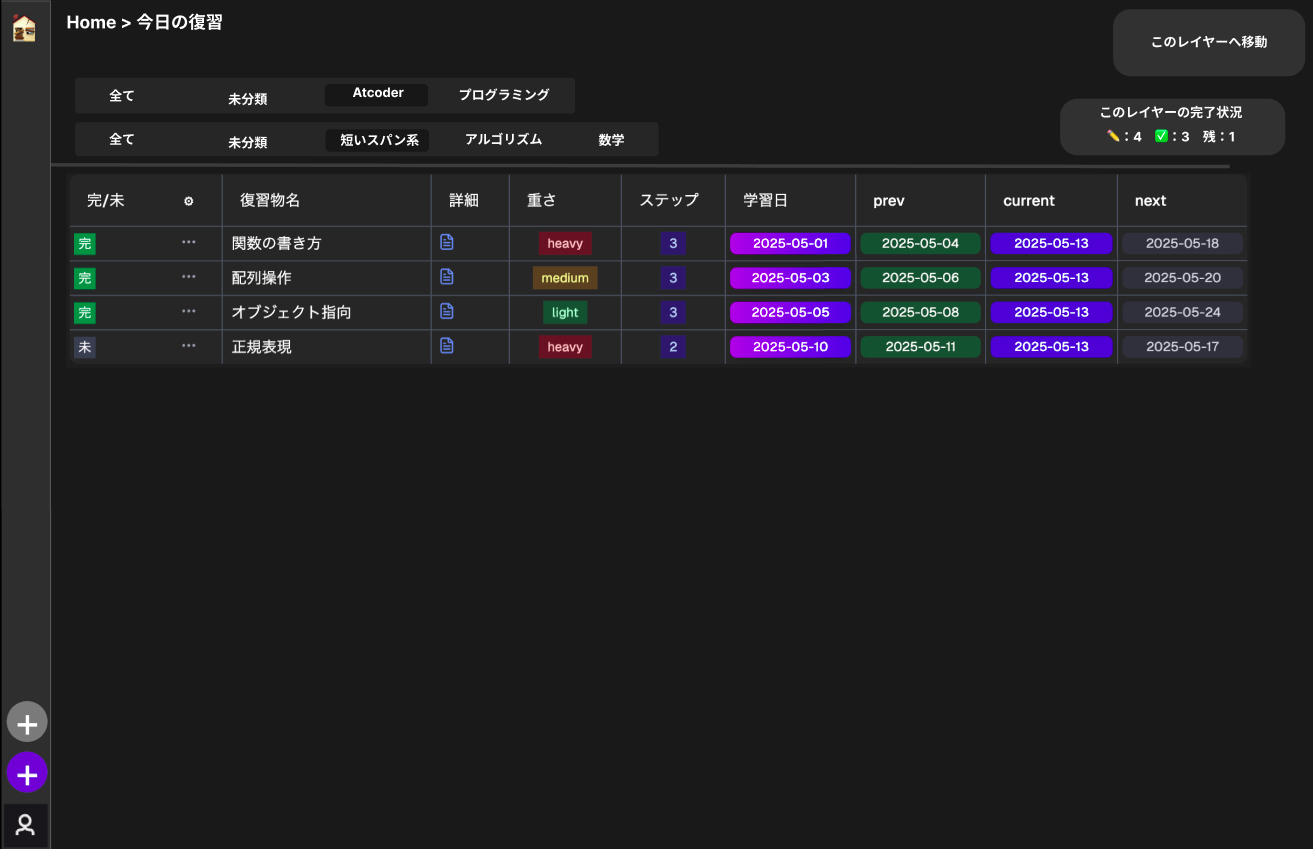 Home > 今日の復習
このレイヤーへ移動
全て 未分類 Atcoder プログラミング
このレイヤーの完了状況
✏️：4 ✅：3 残：1
全て 未分類 短いスパン系 アルゴリズム 数学
完/未 復習物名 詳細 重さ ステップ 学習日 prev current next
完 関数の書き方 heavy 3 2025-05-01 2025-05-04 2025-05-13 2025-05-18
完 配列操作 medium 3 2025-05-03 2025-05-06 2025-05-13 2025-05-20
完 オブジェクト指向 light 3 2025-05-05 2025-05-08 2025-05-13 2025-05-24
未 正規表現 heavy 2 2025-05-10 2025-05-11 2025-05-13 2025-05-17